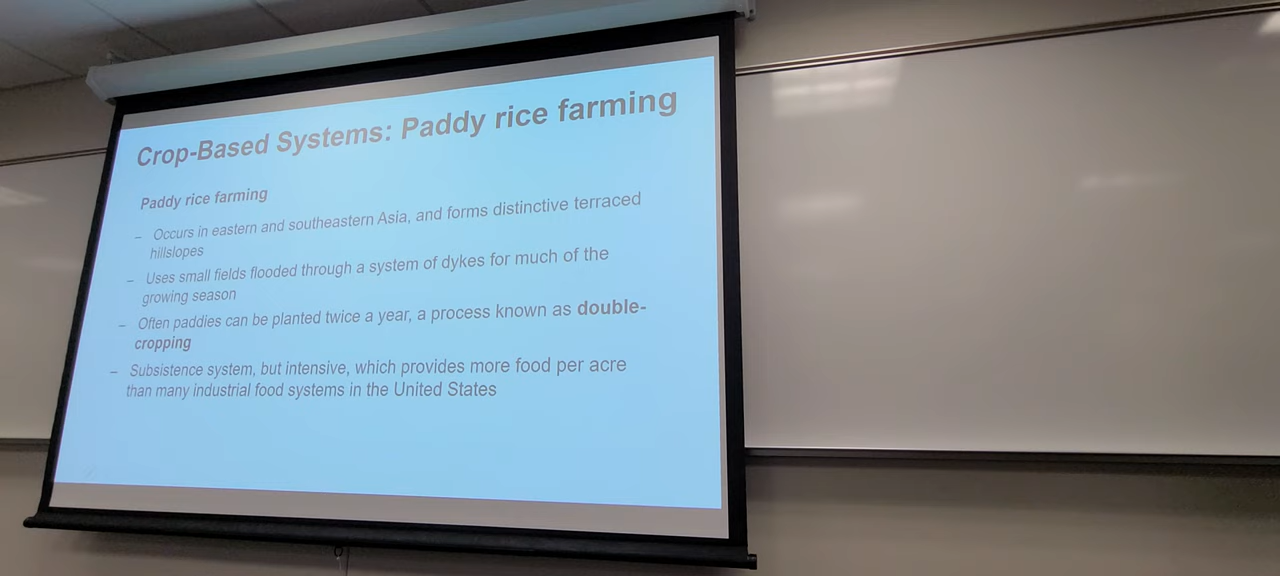 Crop-Based Systems: Paddy rice farming
Paddy rice farming
– Occurs in eastern and southeastern Asia, and forms distinctive terraced
hillslopes
– Uses small fields flooded through a system of dykes for much of the
growing season
– Often paddies can be planted twice a year, a process known as double-
cropping
– Subsistence system, but intensive, which provides more food per acre
than many industrial food systems in the United States